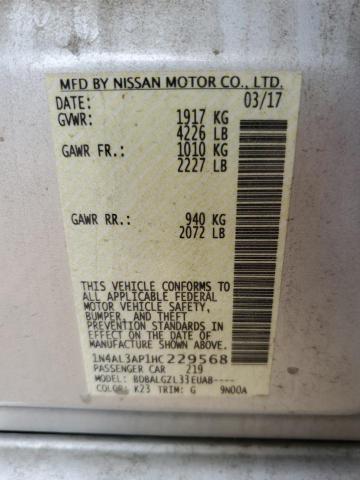 MFD BY NISSAN MOTOR CO., LTD.
DATE: 03/17
GVWR: 1917 KG
4226 LB
GAWR FR.: 1010 KG
2227 LB
GAWR RR.: 940 KG
2072 LB
THIS VEHICLE CONFORMS TO
ALL APPLICABLE FEDERAL
MOTOR VEHICLE SAFETY,
BUMPER, AND THEFT
PREVENTION STANDARDS IN
EFFECT ON THE DATE OF
MANUFACTURE SHOWN ABOVE.
1N4AL3AP1HC229568
PASSENGER CAR 219
MODEL: BDBALGZL33EUA8----
COLOR: K23 TRIM: G 9N00A